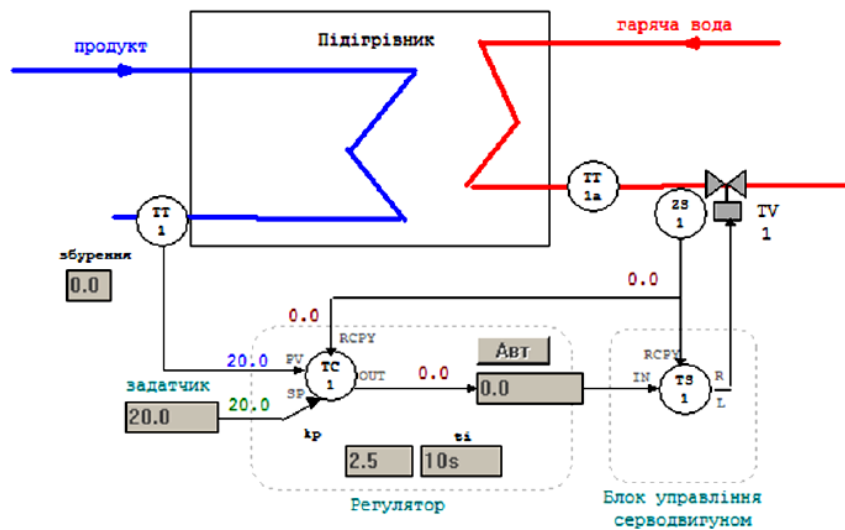 гаряча вода
продукт
Підігрівник
TT
1a
TT
1
ZS
1
TV
1
збурення
0.0
0.0
0.0
RCPY
Авт
RCPY
20.0
PV
TC
1
OUT
0.0
0.0
IN
TS
1
R
L
задатчик
SP
20.0
20.0
kp
ti
2.5
10s
Регулятор
Блок управління
серводвигуном